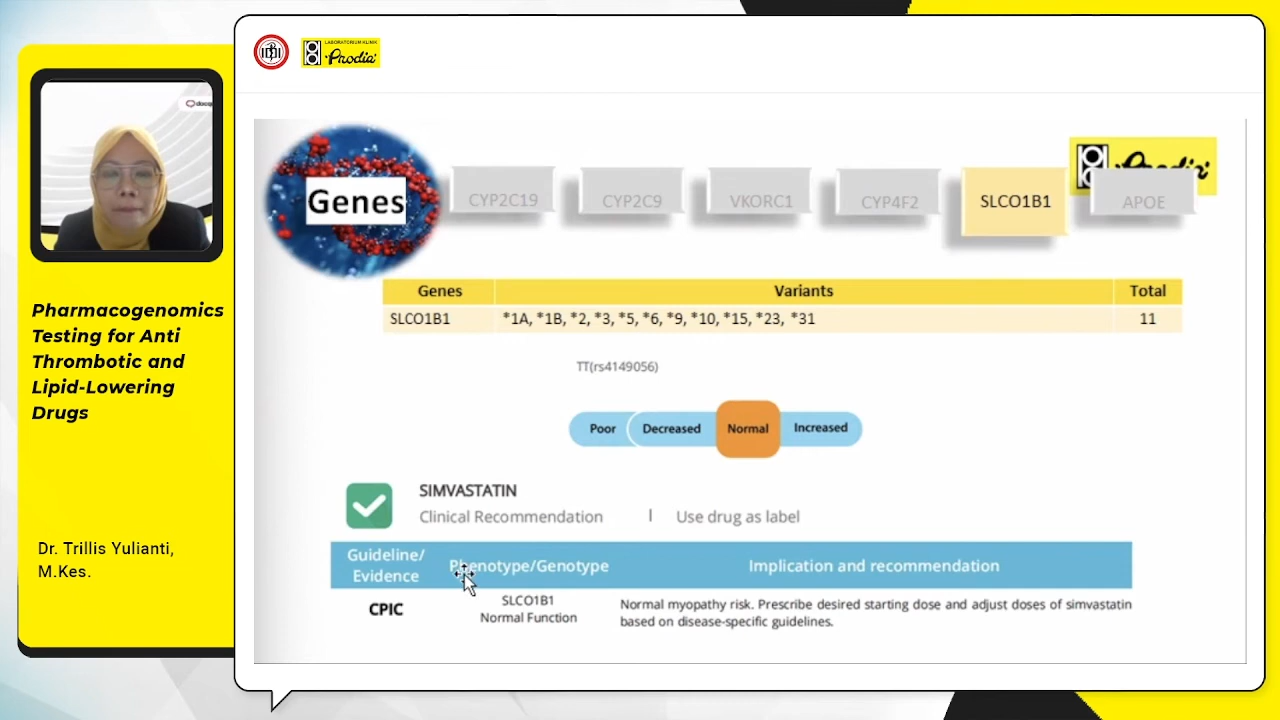 LABORATORIUM KLINIK
Prodia
Pharmacogenomics
Testing for Anti
Thrombotic and
Lipid-Lowering
Drugs
Dr. Trillis Yulianti,
M.Kes.
Genes
CYP2C19
CYP2C9
VKORC1
CYP4F2
SLCO1B1
APOE
Prodia
Genes Variants Total
SLCO1B1 *1A, *1B, *2, *3, *5, *6, *9, *10, *15, *23, *31 11
TT(rs4149056)
Poor Decreased Normal Increased
SIMVASTATIN
Clinical Recommendation | Use drug as label
Guideline/
Evidence
Phenotype/Genotype
Implication and recommendation
CPIC
SLCO1B1
Normal Function
Normal myopathy risk. Prescribe desired starting dose and adjust doses of simvastatin
based on disease-specific guidelines.